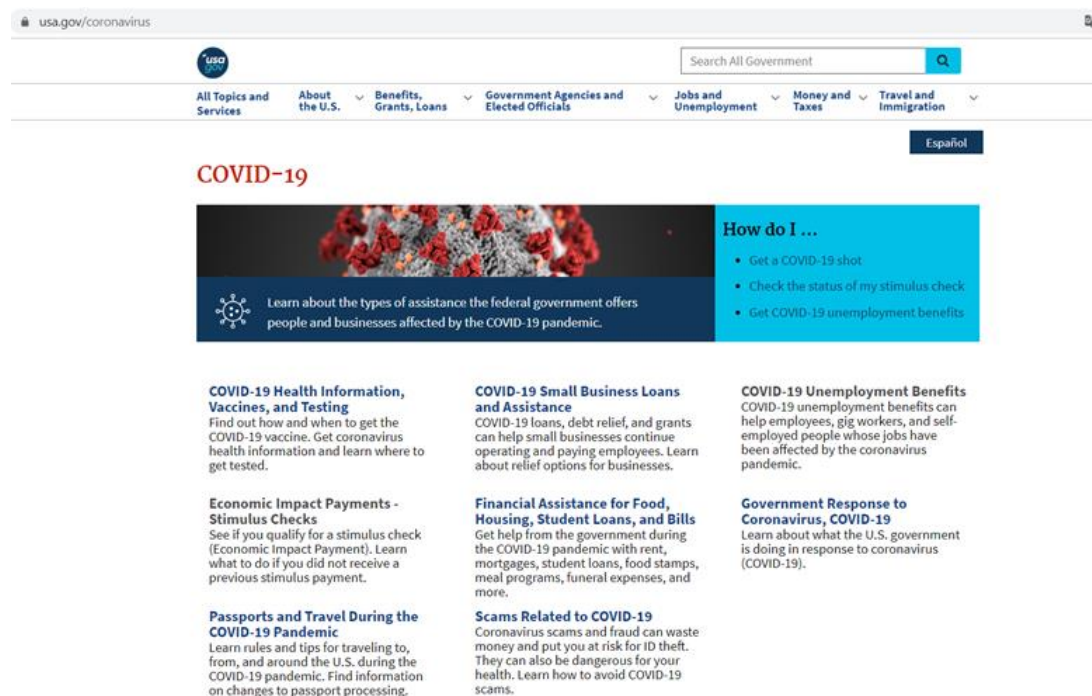 usa.gov/coronavirus
usa
gov
Search All Government
All Topics and
Services
About
the U.S.
Benefits,
Grants, Loans
Government Agencies and
Elected Officials
Jobs and
Unemployment
Money and
Taxes
Travel and
Immigration
Español
COVID-19
Learn about the types of assistance the federal government offers
people and businesses affected by the COVID-19 pandemic.
How do I ...
• Get a COVID-19 shot
• Check the status of my stimulus check
• Get COVID-19 unemployment benefits
COVID-19 Health Information,
Vaccines, and Testing
Find out how and when to get the
COVID-19 vaccine. Get coronavirus
health information and learn where to
get tested.
COVID-19 Small Business Loans
and Assistance
COVID-19 loans, debt relief, and grants
can help small businesses continue
operating and paying employees. Learn
about relief options for businesses.
COVID-19 Unemployment Benefits
COVID-19 unemployment benefits can
help employees, gig workers, and self-
employed people whose jobs have
been affected by the coronavirus
pandemic.
Economic Impact Payments -
Stimulus Checks
See if you qualify for a stimulus check
(Economic Impact Payment). Learn
what to do if you did not receive a
previous stimulus payment.
Financial Assistance for Food,
Housing, Student Loans, and Bills
Get help from the government during
the COVID-19 pandemic with rent,
mortgages, student loans, food stamps,
meal programs, funeral expenses, and
more.
Government Response to
Coronavirus, COVID-19
Learn about what the U.S. government
is doing in response to coronavirus
(COVID-19).
Passports and Travel During the
COVID-19 Pandemic
Learn rules and tips for traveling to,
from, and around the U.S. during the
COVID-19 pandemic. Find information
on changes to passport processing.
Scams Related to COVID-19
Coronavirus scams and fraud can waste
money and put you at risk for ID theft.
They can also be dangerous for your
health. Learn how to avoid COVID-19
scams.